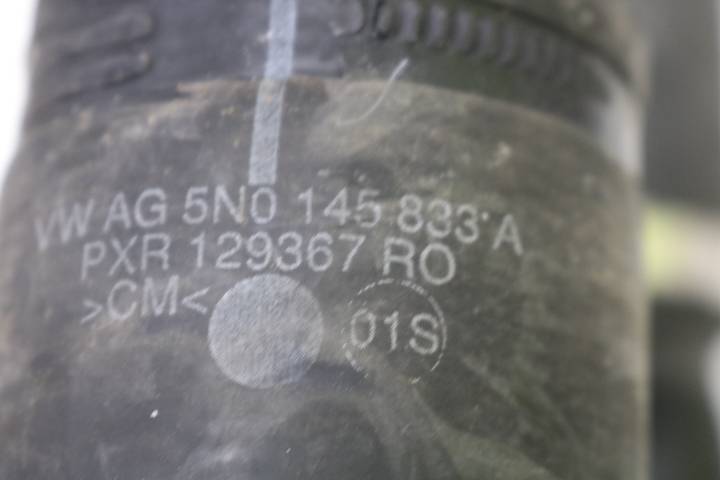 VW AG 5N0 145 833 A
PXR 129367 RO
>CM<
01S